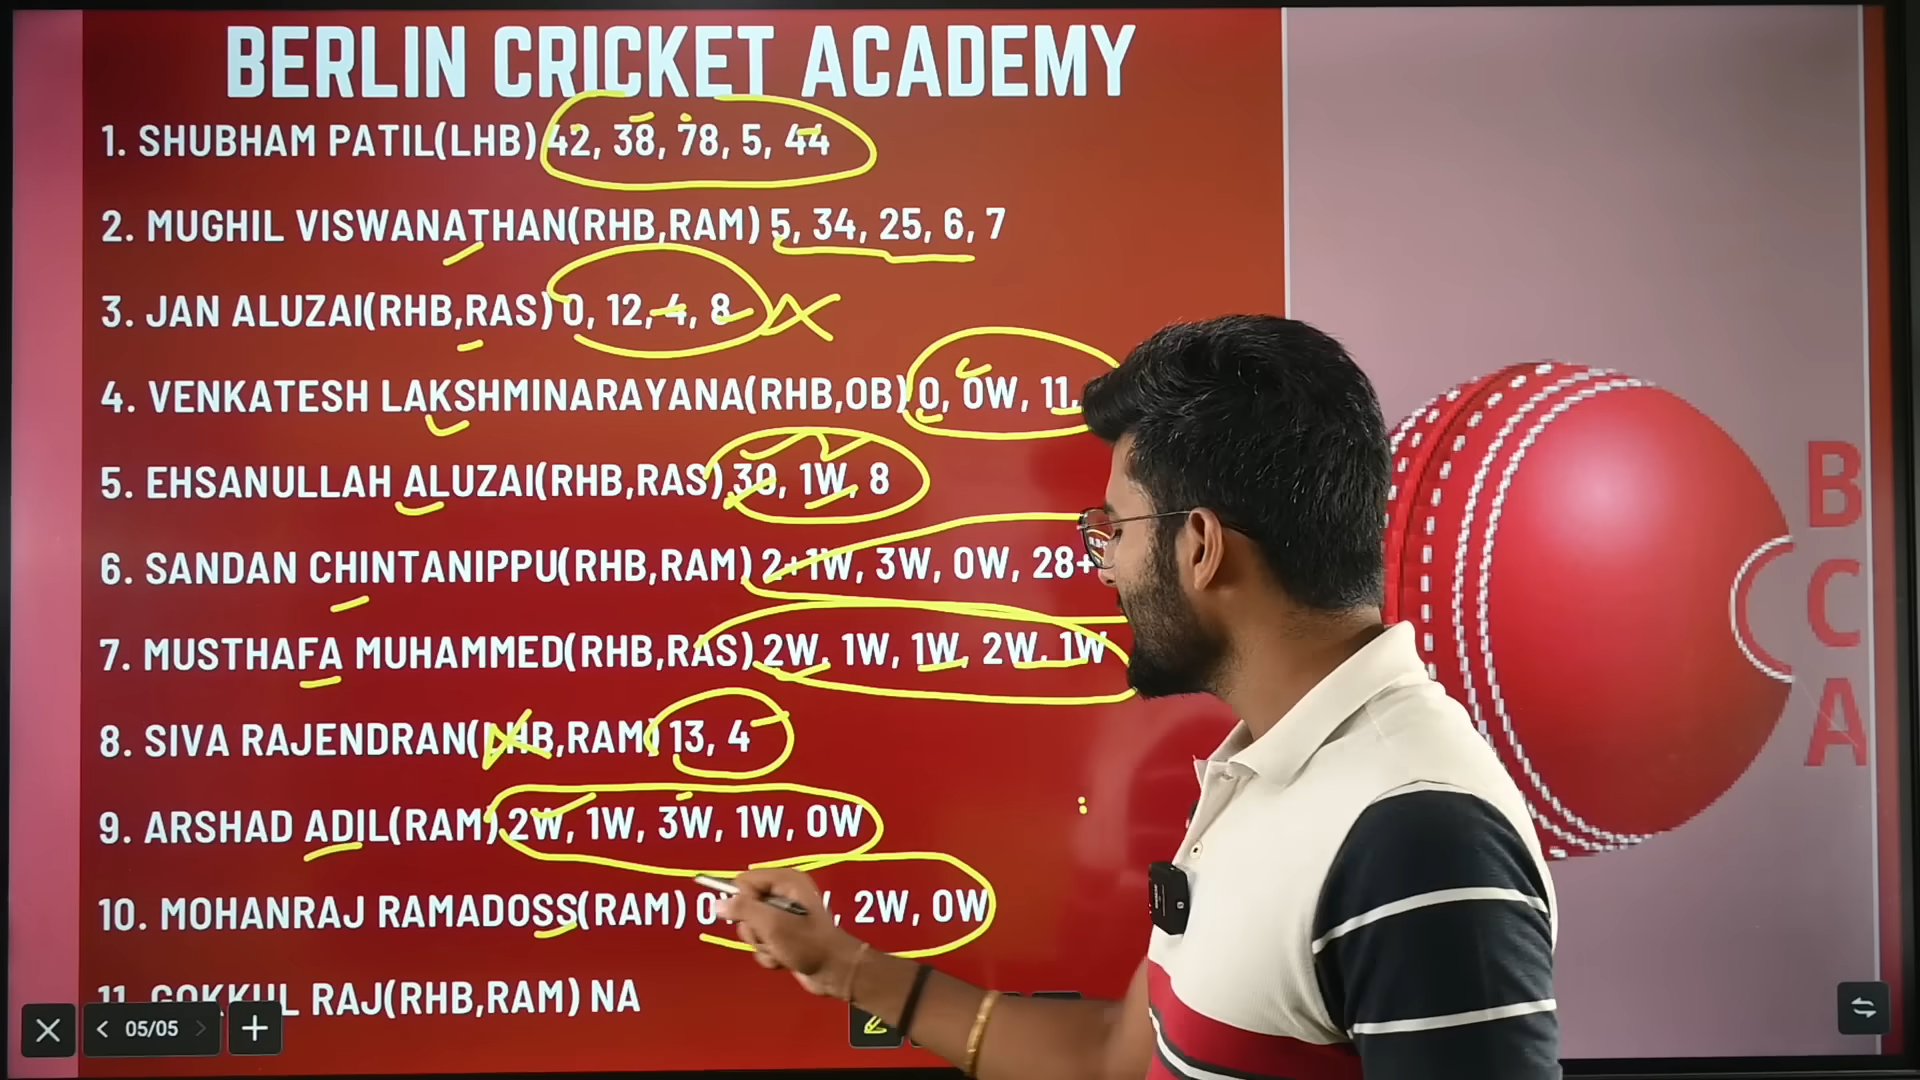 BERLIN CRICKET ACADEMY
1. SHUBHAM PATIL(LHB) 42, 38, 78, 5, 44
2. MUGHIL VISWANATHAN(RHB,RAM) 5, 34, 25, 6, 7
3. JAN ALUZAI(RHB,RAS) 0, 12, 4, 8
4. VENKATESH LAKSHMINARAYANA(RHB,OB) 0, 0W, 11,
5. EHSANULLAH ALUZAI(RHB,RAS) 30, 1W, 8
6. SANDAN CHINTANIPPU(RHB,RAM) 2+1W, 3W, 0W, 28+
7. MUSTHAFA MUHAMMED(RHB,RAS) 2W, 1W, 1W, 2W, 1W
8. SIVA RAJENDRAN(LHB,RAM) 13, 4
9. ARSHAD ADIL(RAM) 2W, 1W, 3W, 1W, 0W
10. MOHANRAJ RAMADOSS(RAM) 2W, 0W
11. GOKKUL RAJ(RHB,RAM) NA
B
C
A
05/05